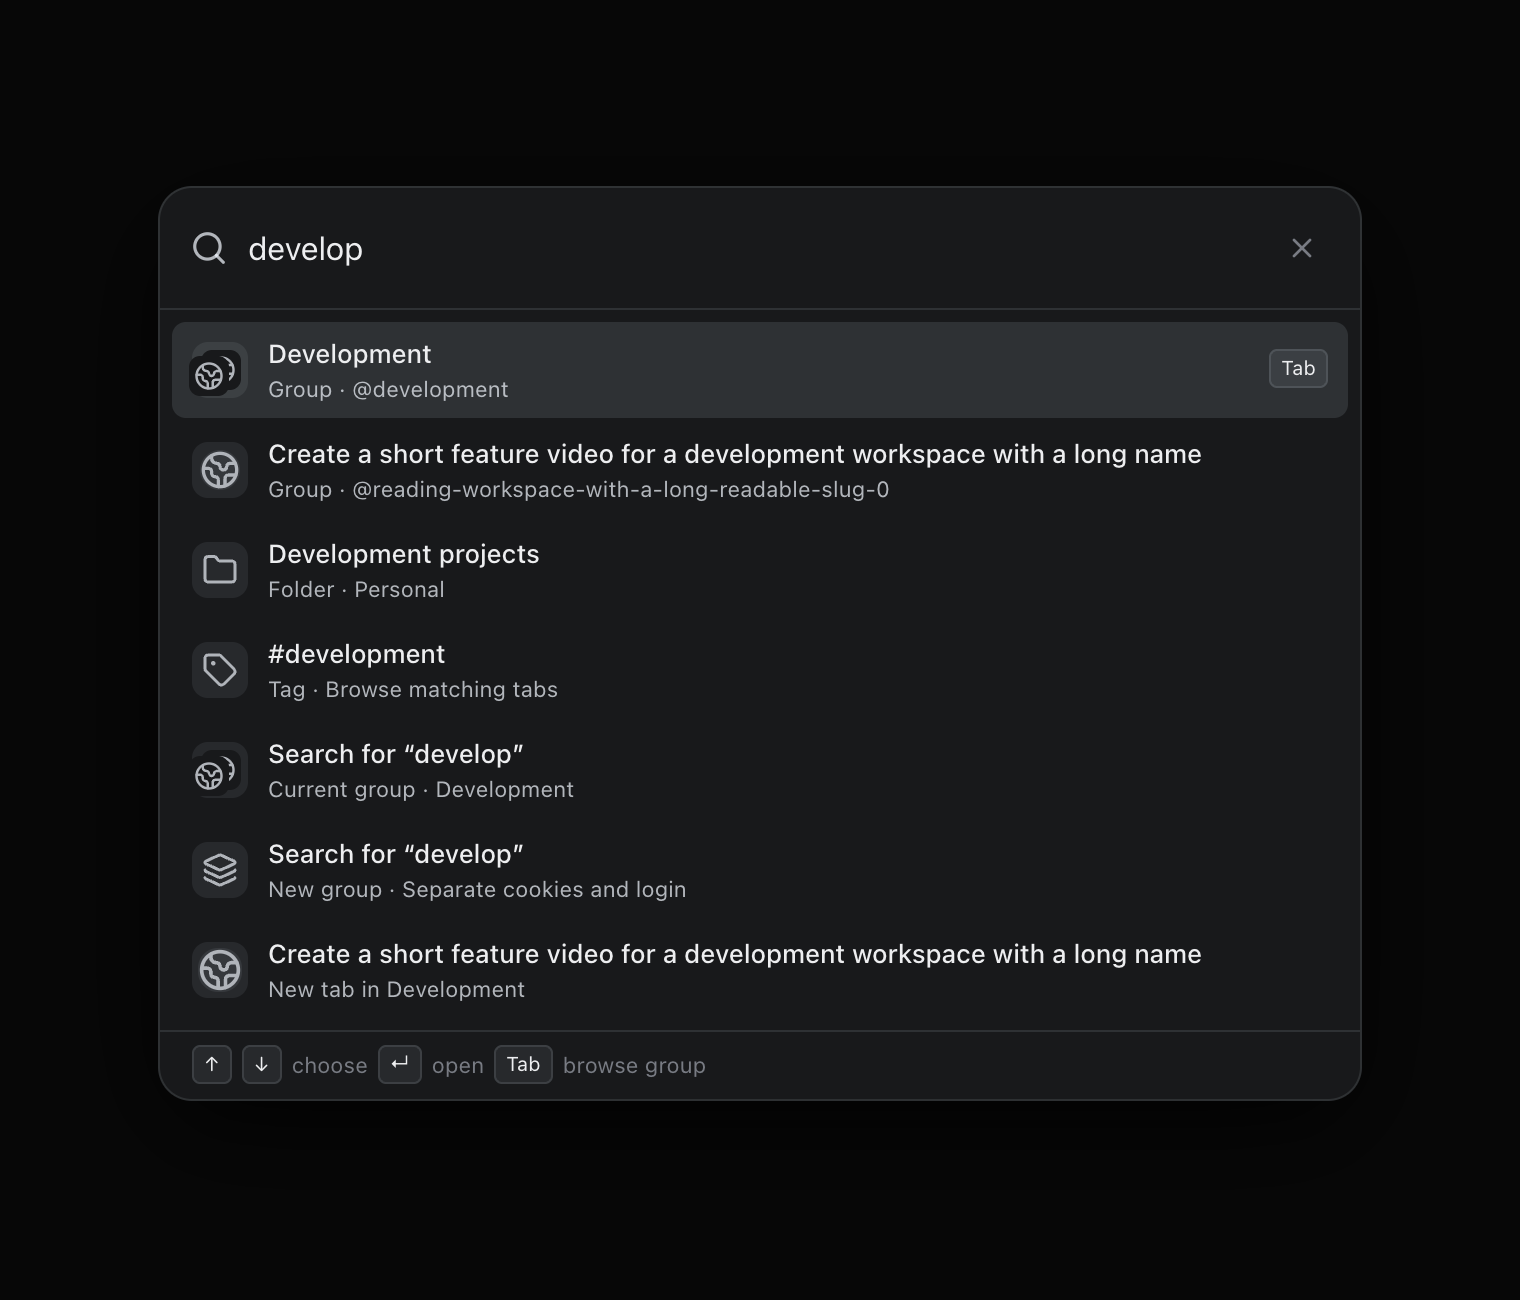 develop
Development
Group · @development
Tab
Create a short feature video for a development workspace with a long name
Group · @reading-workspace-with-a-long-readable-slug-0
Development projects
Folder · Personal
#development
Tag · Browse matching tabs
Search for “develop”
Current group · Development
Search for “develop”
New group · Separate cookies and login
Create a short feature video for a development workspace with a long name
New tab in Development
↑ ↓ choose ↵ open Tab browse group